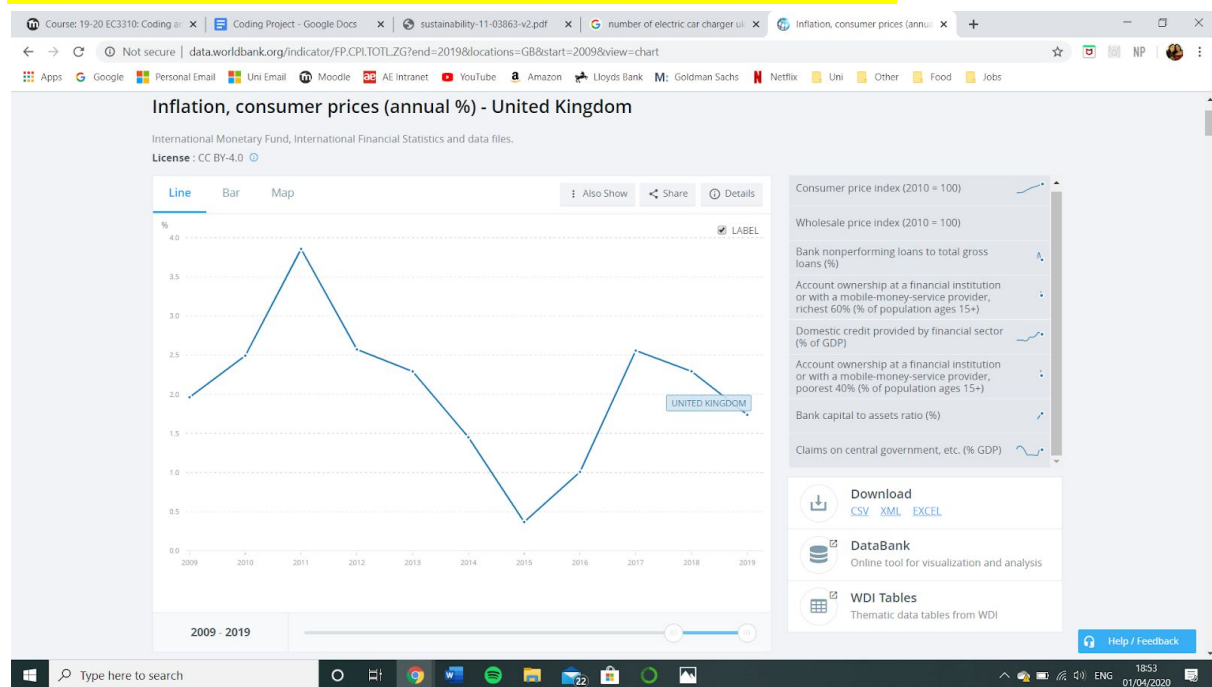 Course: 19-20 EC3310: Coding ar
Coding Project - Google Docs
sustainability-11-03863-v2.pdf
number of electric car charger uk
Inflation, consumer prices (annua
Not secure | data.worldbank.org/indicator/FP.CPI.TOTL.ZG?end=2019&locations=GB&start=2009&view=chart
NP
Apps Google Personal Email Uni Email Moodle AE Intranet YouTube Amazon Lloyds Bank M: Goldman Sachs Netflix Uni Other Food Jobs
Inflation, consumer prices (annual %) - United Kingdom
International Monetary Fund, International Financial Statistics and data files.
License : CC BY-4.0
Line Bar Map
Also Show Share Details
%
LABEL
4.0
3.5
3.0
2.5
2.0
1.5
1.0
0.5
0.0
UNITED KINGDOM
2009 2010 2011 2012 2013 2014 2015 2016 2017 2018 2019
2009 - 2019
Consumer price index (2010 = 100)
Wholesale price index (2010 = 100)
Bank nonperforming loans to total gross
loans (%)
Account ownership at a financial institution
or with a mobile-money-service provider,
richest 60% (% of population ages 15+)
Domestic credit provided by financial sector
(% of GDP)
Account ownership at a financial institution
or with a mobile-money-service provider,
poorest 40% (% of population ages 15+)
Bank capital to assets ratio (%)
Claims on central government, etc. (% GDP)
Download
CSV XML EXCEL
DataBank
Online tool for visualization and analysis
WDI Tables
Thematic data tables from WDI
Help / Feedback
Type here to search
22
ENG
18:53
01/04/2020